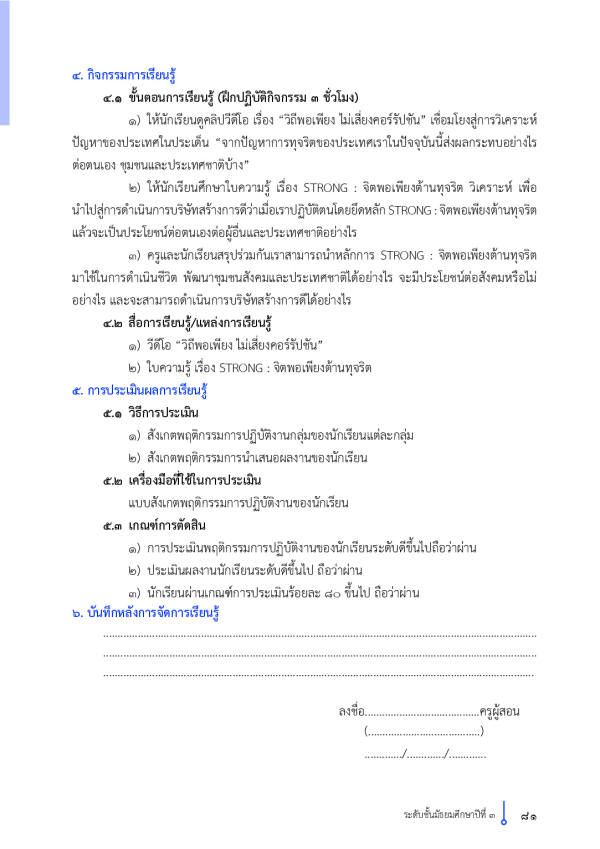 ๔. กิจกรรมการเรียนรู้
๔.๑ ขั้นตอนการเรียนรู้ (ฝึกปฏิบัติกิจกรรม ๓ ชั่วโมง)
๑) ให้นักเรียนดูคลิปวีดีโอ เรื่อง “วิถีพอเพียง ไม่เสี่ยงคอร์รัปชัน” เชื่อมโยงสู่การวิเคราะห์
ปัญหาของประเทศในประเด็น “จากปัญหาการทุจริตของประเทศเราในปัจจุบันนี้ส่งผลกระทบอย่างไร
ต่อตนเอง ชุมชนและประเทศชาติบ้าง”
๒) ให้นักเรียนศึกษาใบความรู้ เรื่อง STRONG : จิตพอเพียงต้านทุจริต วิเคราะห์ เพื่อ
นำไปสู่การดำเนินการบริษัทสร้างการดีว่าเมื่อเราปฏิบัติตนโดยยึดหลัก STRONG : จิตพอเพียงต้านทุจริต
แล้วจะเป็นประโยชน์ต่อตนเองต่อผู้อื่นและประเทศชาติอย่างไร
๓) ครูและนักเรียนสรุปร่วมกันเราสามารถนำหลักการ STRONG : จิตพอเพียงต้านทุจริต
มาใช้ในการดำเนินชีวิต พัฒนาชุมชนสังคมและประเทศชาติได้อย่างไร จะมีประโยชน์ต่อสังคมหรือไม่
อย่างไร และจะสามารถดำเนินการบริษัทสร้างการดีได้อย่างไร
๔.๒ สื่อการเรียนรู้/แหล่งการเรียนรู้
๑) วีดีโอ “วิถีพอเพียง ไม่เสี่ยงคอร์รัปชัน”
๒) ใบความรู้ เรื่อง STRONG : จิตพอเพียงต้านทุจริต
๕. การประเมินผลการเรียนรู้
๕.๑ วิธีการประเมิน
๑) สังเกตพฤติกรรมการปฏิบัติงานกลุ่มของนักเรียนแต่ละกลุ่ม
๒) สังเกตพฤติกรรมการนำเสนอผลงานของนักเรียน
๕.๒ เครื่องมือที่ใช้ในการประเมิน
แบบสังเกตพฤติกรรมการปฏิบัติงานของนักเรียน
๕.๓ เกณฑ์การตัดสิน
๑) การประเมินพฤติกรรมการปฏิบัติงานของนักเรียนระดับดีขึ้นไปถือว่าผ่าน
๒) ประเมินผลงานนักเรียนระดับดีขึ้นไป ถือว่าผ่าน
๓) นักเรียนผ่านเกณฑ์การประเมินร้อยละ ๘๐ ขึ้นไป ถือว่าผ่าน
๖. บันทึกหลังการจัดการเรียนรู้
................................................................................
................................................................................
................................................................................
ลงชื่อ........................................ครูผู้สอน
(.......................................)
............./............./.............
ระดับชั้นมัธยมศึกษาปีที่ ๓ ๘๑